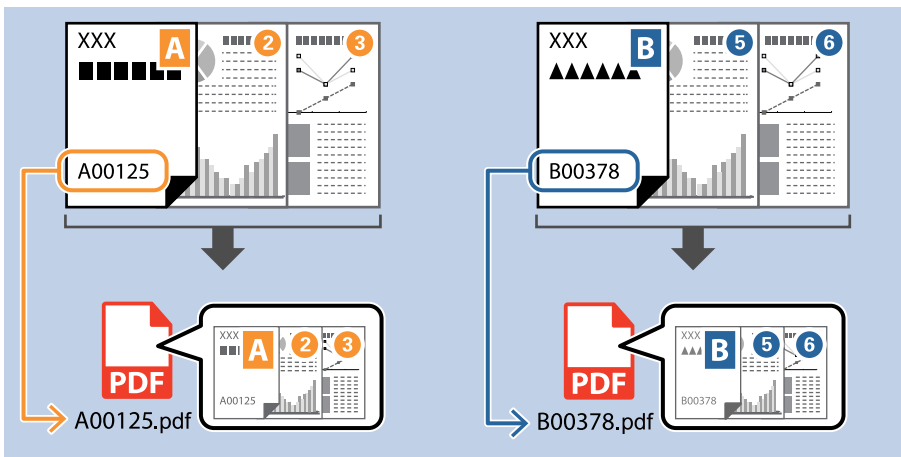 XXX
A
2
3
A00125
XXX
B
5
6
B00378
PDF
XXX
A
2
3
A00125
A00125.pdf
PDF
XXX
B
5
6
B00378
B00378.pdf